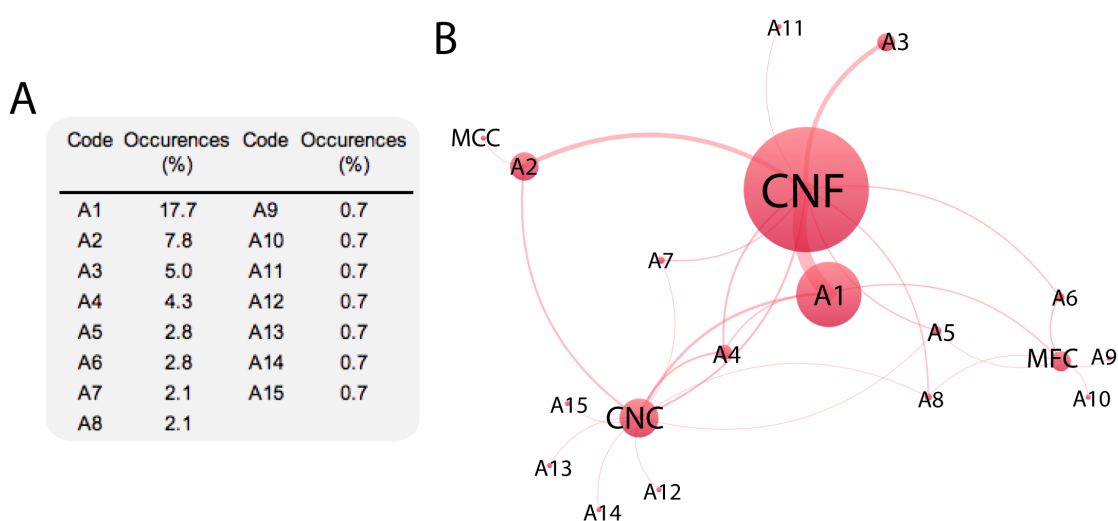 A
Code Occurences (%) Code Occurences (%)
A1 17.7 A9 0.7
A2 7.8 A10 0.7
A3 5.0 A11 0.7
A4 4.3 A12 0.7
A5 2.8 A13 0.7
A6 2.8 A14 0.7
A7 2.1 A15 0.7
A8 2.1
B
A11
A3
MCC
A2
CNF
A7
A1
A6
A5
A4
MFC
A9
A8
A10
A15
CNC
A13
A12
A14